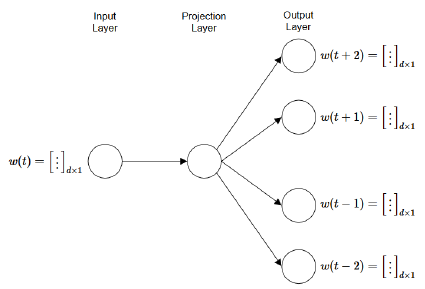 Input
Layer
Projection
Layer
Output
Layer
w(t + 2) = [⋮]d×1
w(t + 1) = [⋮]d×1
w(t) = [⋮]d×1
w(t − 1) = [⋮]d×1
w(t − 2) = [⋮]d×1